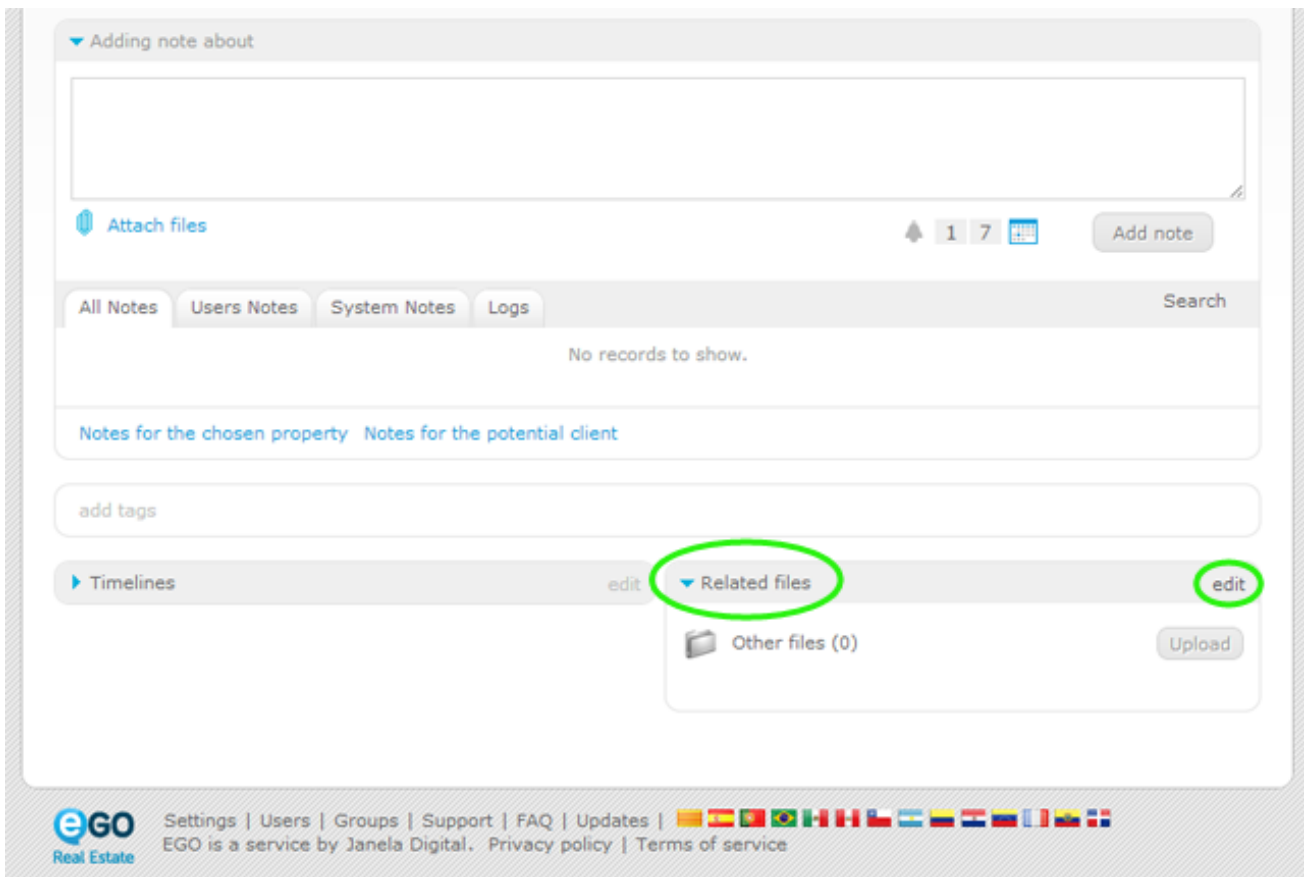 Adding note about
Attach files
1 7
Add note
All Notes Users Notes System Notes Logs Search
No records to show.
Notes for the chosen property Notes for the potential client
add tags
Timelines edit
Related files edit
Other files (0) Upload
eGO Real Estate
Settings | Users | Groups | Support | FAQ | Updates |
EGO is a service by Janela Digital. Privacy policy | Terms of service